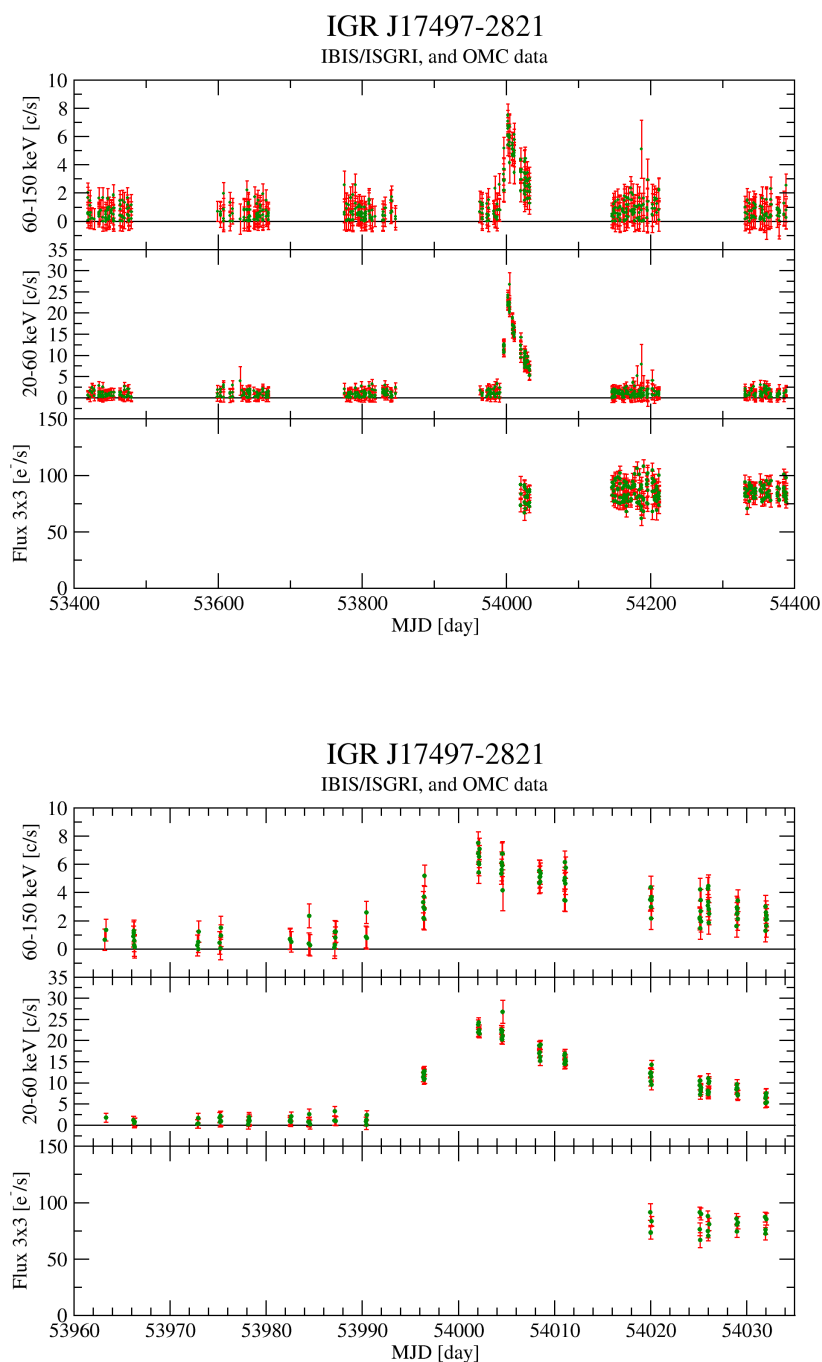 IGR J17497-2821
IBIS/ISGRI, and OMC data
60-150 keV [c/s]
10
8
6
4
2
0
20-60 keV [c/s]
35
30
25
20
15
10
5
0
Flux 3x3 [e⁻/s]
150
100
50
0
53400 53600 53800 54000 54200 54400
MJD [day]
IGR J17497-2821
IBIS/ISGRI, and OMC data
60-150 keV [c/s]
10
8
6
4
2
0
20-60 keV [c/s]
35
30
25
20
15
10
5
0
Flux 3x3 [e⁻/s]
150
100
50
0
53960 53970 53980 53990 54000 54010 54020 54030
MJD [day]